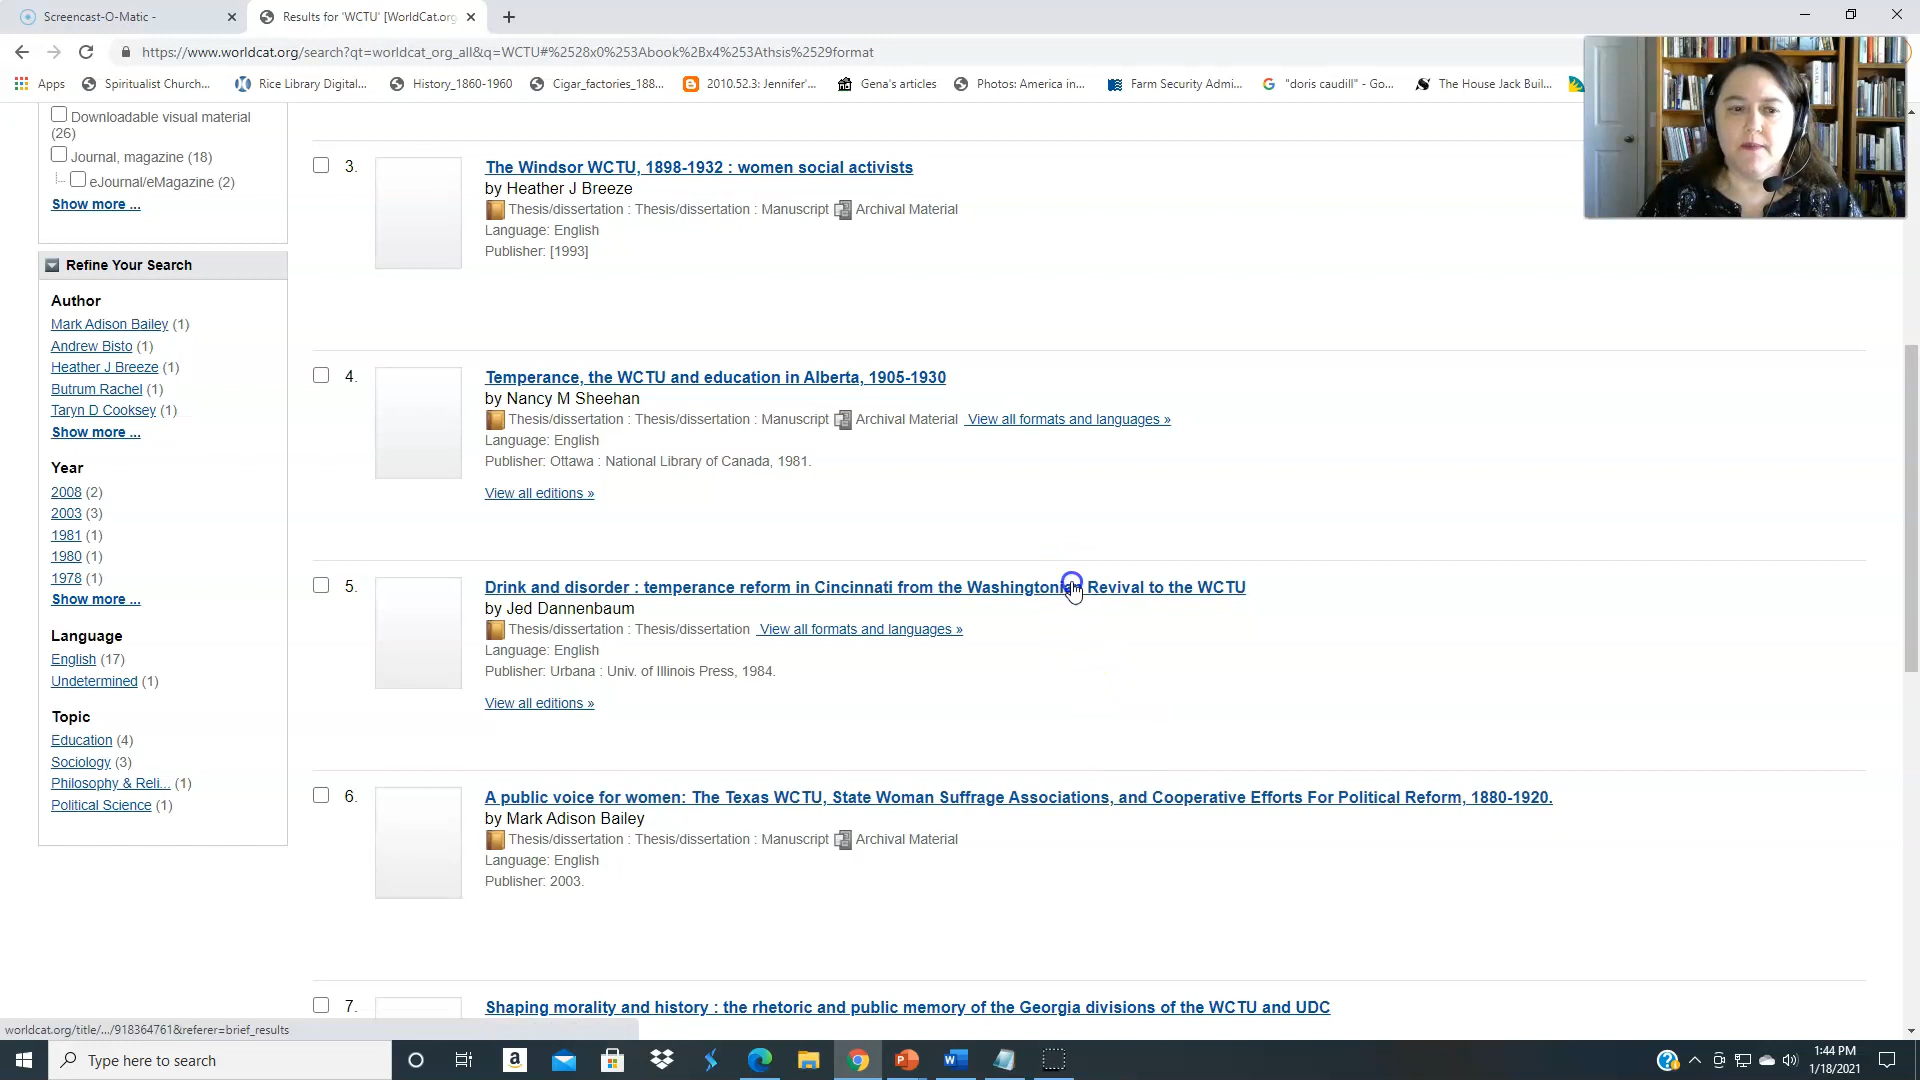 Screencast-O-Matic -
Results for 'WCTU' [WorldCat.org
https://www.worldcat.org/search?qt=worldcat_org_all&q=WCTU#%2528x0%253Abook%2Bx4%253Athsis%2529format
Apps
Spiritualist Church...
Rice Library Digital...
History_1860-1960
Cigar_factories_188...
2010.52.3: Jennifer'...
Gena's articles
Photos: America in...
Farm Security Admi...
"doris caudill" - Go...
The House Jack Buil...
Downloadable visual material
(26)
Journal, magazine (18)
eJournal/eMagazine (2)
Show more ...
Refine Your Search
Author
Mark Adison Bailey (1)
Andrew Bisto (1)
Heather J Breeze (1)
Butrum Rachel (1)
Taryn D Cooksey (1)
Show more ...
Year
2008 (2)
2003 (3)
1981 (1)
1980 (1)
1978 (1)
Show more ...
Language
English (17)
Undetermined (1)
Topic
Education (4)
Sociology (3)
Philosophy & Reli... (1)
Political Science (1)
3.
The Windsor WCTU, 1898-1932 : women social activists
by Heather J Breeze
Thesis/dissertation : Thesis/dissertation : Manuscript Archival Material
Language: English
Publisher: [1993]
4.
Temperance, the WCTU and education in Alberta, 1905-1930
by Nancy M Sheehan
Thesis/dissertation : Thesis/dissertation : Manuscript Archival Material View all formats and languages »
Language: English
Publisher: Ottawa : National Library of Canada, 1981.
View all editions »
5.
Drink and disorder : temperance reform in Cincinnati from the Washingtonian Revival to the WCTU
by Jed Dannenbaum
Thesis/dissertation : Thesis/dissertation View all formats and languages »
Language: English
Publisher: Urbana : Univ. of Illinois Press, 1984.
View all editions »
6.
A public voice for women: The Texas WCTU, State Woman Suffrage Associations, and Cooperative Efforts For Political Reform, 1880-1920.
by Mark Adison Bailey
Thesis/dissertation : Thesis/dissertation : Manuscript Archival Material
Language: English
Publisher: 2003.
7.
Shaping morality and history : the rhetoric and public memory of the Georgia divisions of the WCTU and UDC
worldcat.org/title/.../918364761&referer=brief_results
Type here to search
1:44 PM
1/18/2021